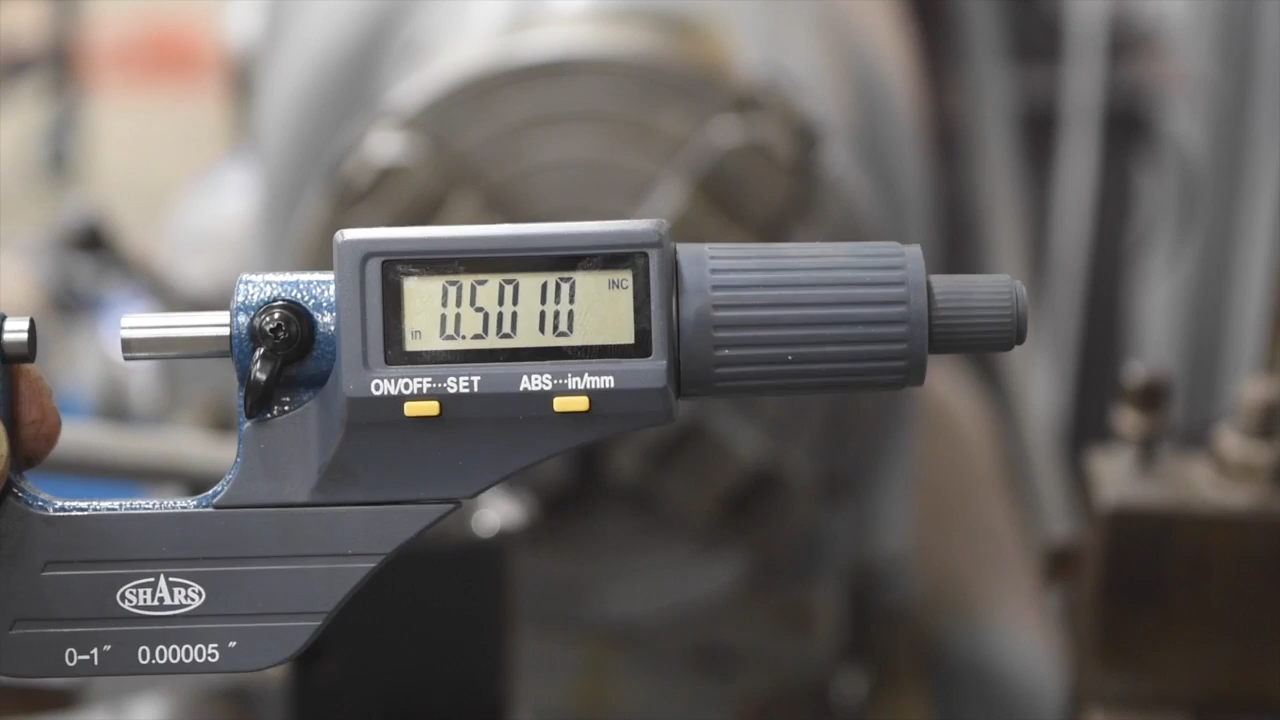 INC
in 0.5010
ON/OFF···SET ABS···in/mm
SHARS
0-1" 0.00005"